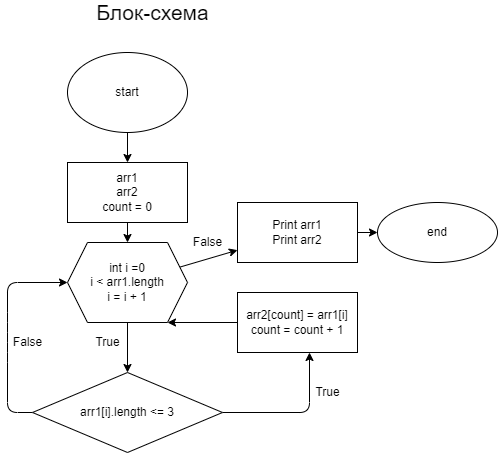 Блок-схема
start
arr1
arr2
count = 0
False
Print arr1
Print arr2
end
int i =0
i < arr1.length
i = i + 1
arr2[count] = arr1[i]
count = count + 1
False
True
True
arr1[i].length <= 3